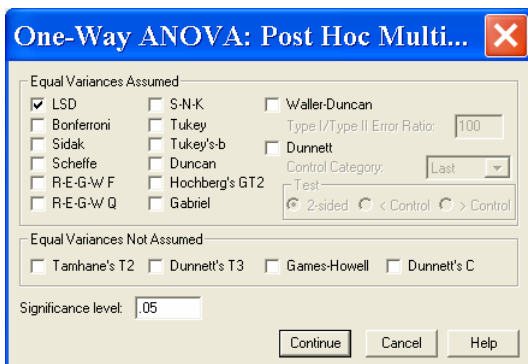 One-Way ANOVA: Post Hoc Multi...
Equal Variances Assumed
LSD
Bonferroni
Sidak
Scheffe
R-E-G-W F
R-E-G-W Q
S-N-K
Tukey
Tukey's-b
Duncan
Hochberg's GT2
Gabriel
Waller-Duncan
Type I/Type II Error Ratio: 100
Dunnett
Control Category: Last
Test
2-sided < Control > Control
Equal Variances Not Assumed
Tamhane's T2 Dunnett's T3 Games-Howell Dunnett's C
Significance level: .05
Continue Cancel Help